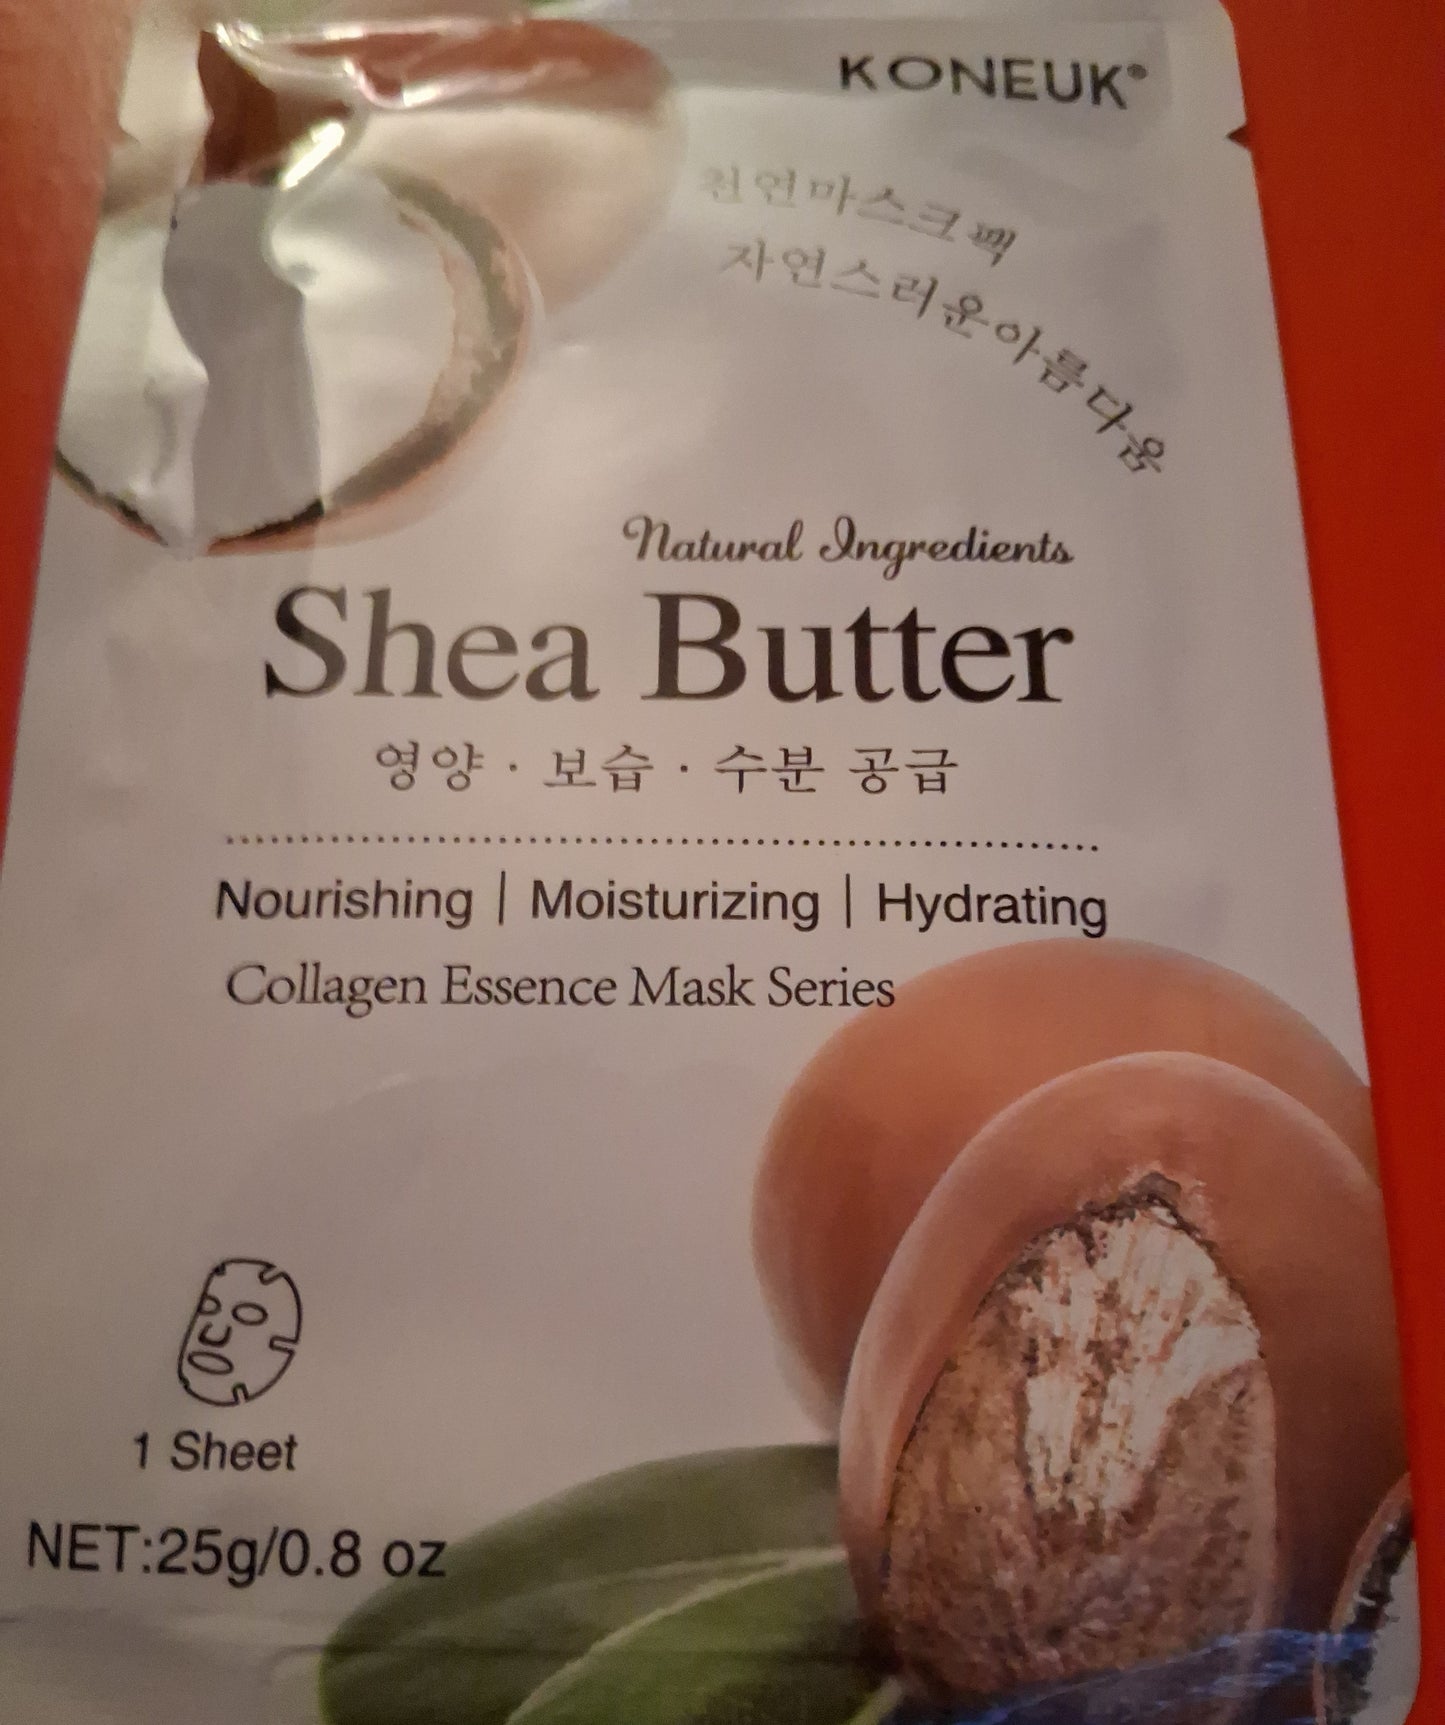 KONEUK®
천연마스크팩
자연스러운아름다움
Natural Ingredients
Shea Butter
영양 · 보습 · 수분 공급
Nourishing | Moisturizing | Hydrating
Collagen Essence Mask Series
1 Sheet
NET:25g/0.8 oz